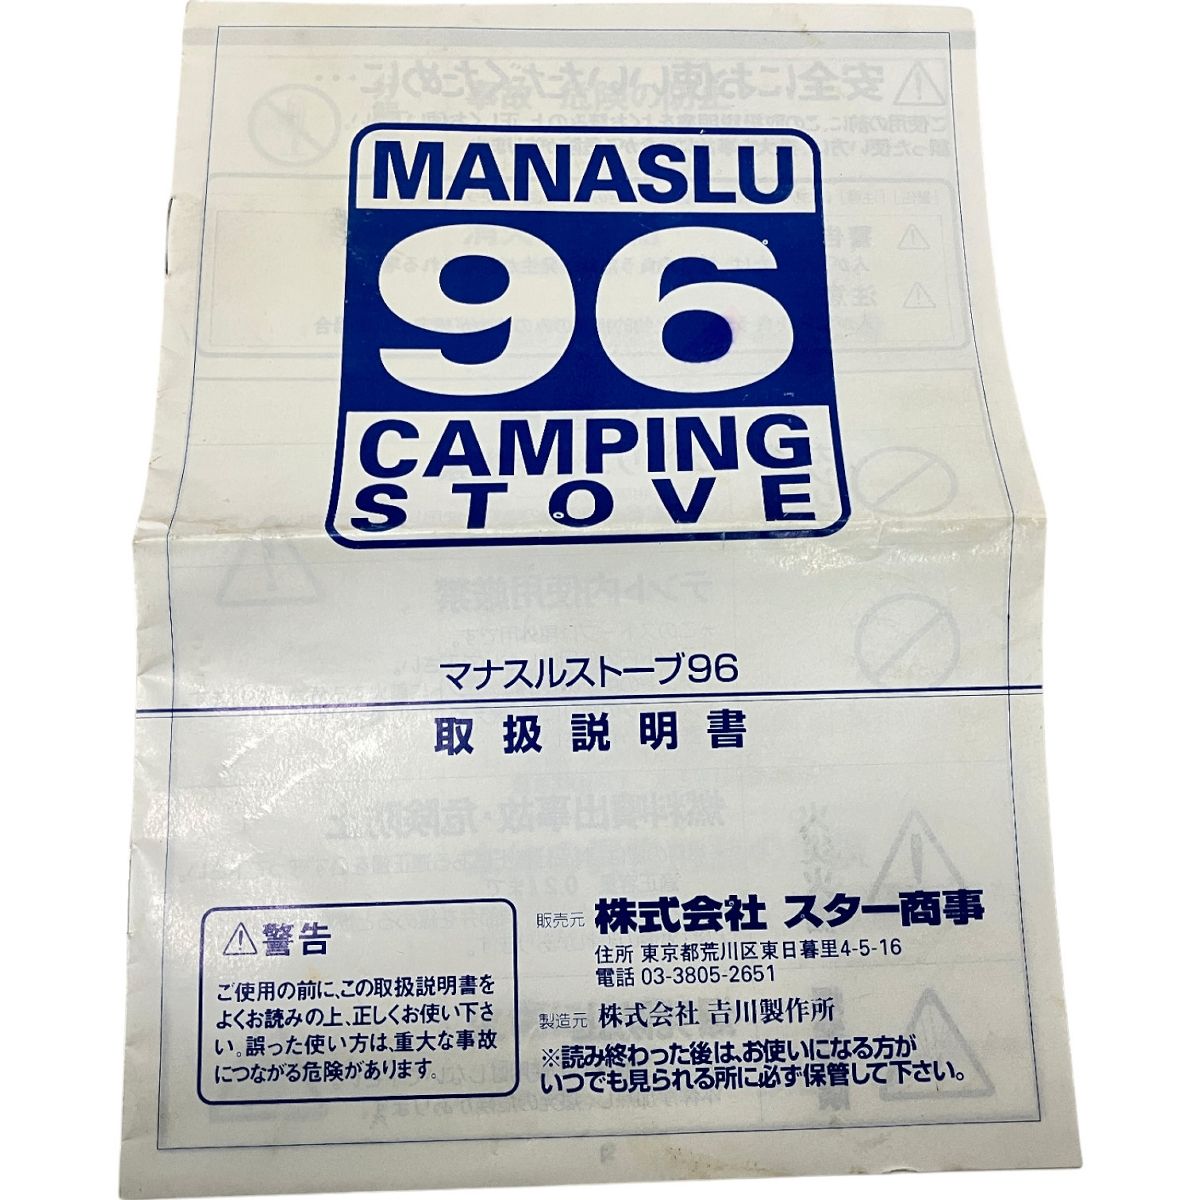 MANASLU
96
CAMPING
STOVE
マナスルストーブ96
取扱説明書
⚠警告
ご使用の前に、この取扱説明書を
よくお読みの上、正しくお使い下さ
い。誤った使い方は、重大な事故
につながる危険があります。
販売元 株式会社 スター商事
住所 東京都荒川区東日暮里4-5-16
電話 03-3805-2651
製造元 株式会社 吉川製作所
※読み終わった後は、お使いになる方が
いつでも見られる所に必ず保管して下さい。